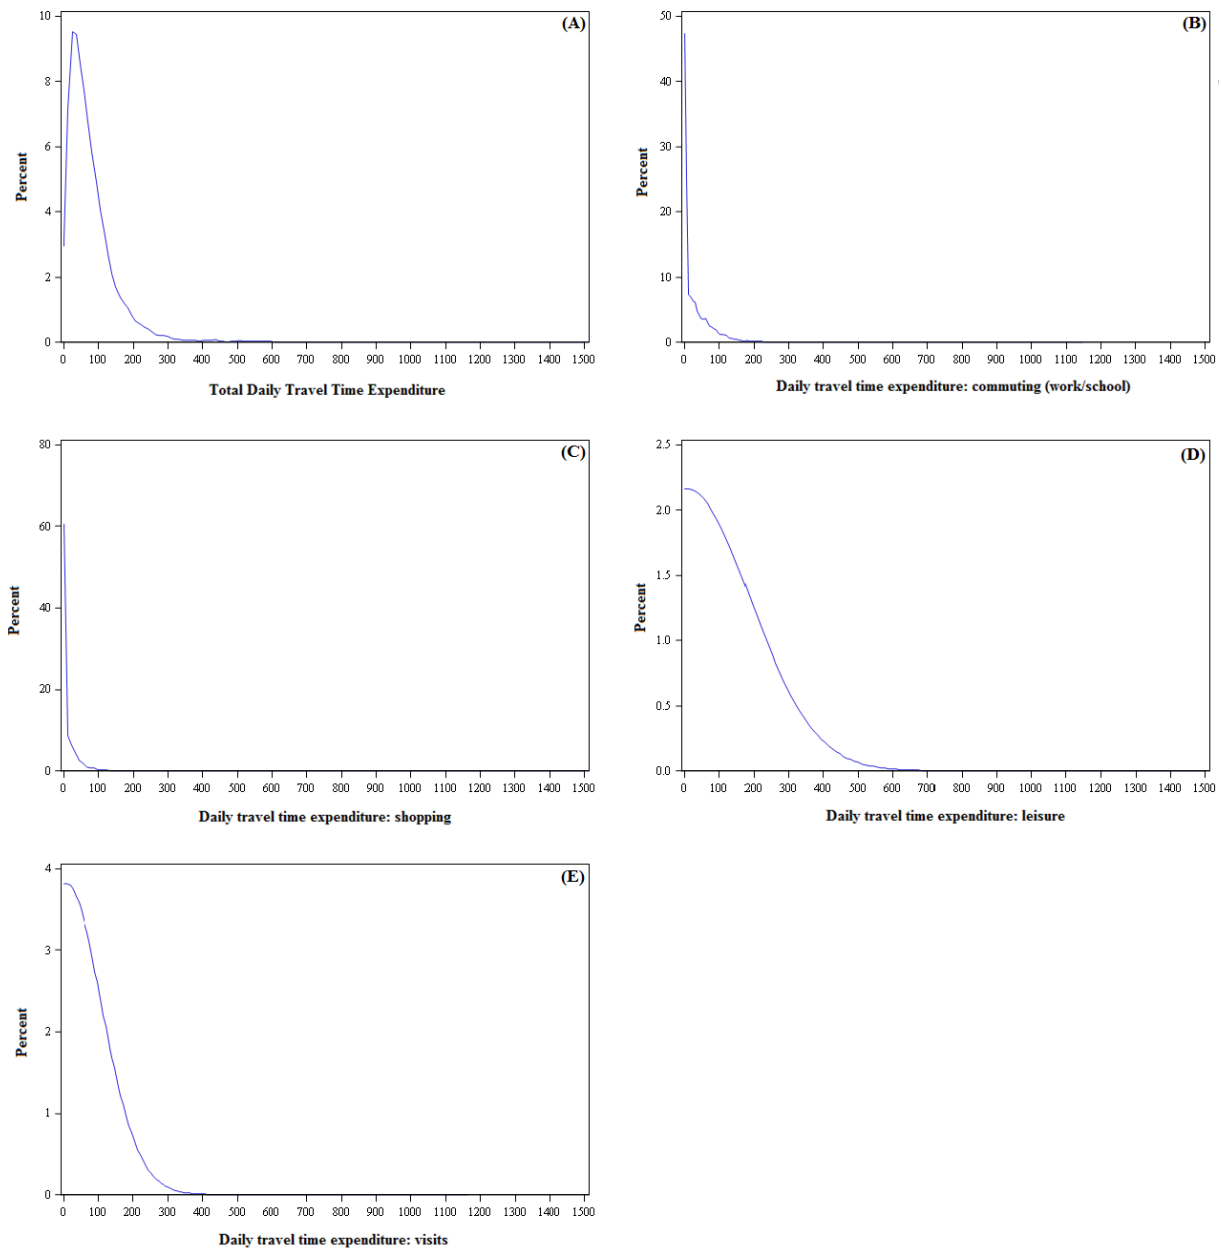 (A)
10
8
6
4
2
0
Percent
0 100 200 300 400 500 600 700 800 900 1000 1100 1200 1300 1400 1500
Total Daily Travel Time Expenditure
(B)
50
40
30
20
10
0
Percent
0 100 200 300 400 500 600 700 800 900 1000 1100 1200 1300 1400 1500
Daily travel time expenditure: commuting (work/school)
(C)
80
60
40
20
0
Percent
0 100 200 300 400 500 600 700 800 900 1000 1100 1200 1300 1400 1500
Daily travel time expenditure: shopping
(D)
2.5
2.0
1.5
1.0
0.5
0.0
Percent
0 100 200 300 400 500 600 700 800 900 1000 1100 1200 1300 1400 1500
Daily travel time expenditure: leisure
(E)
4
3
2
1
0
Percent
0 100 200 300 400 500 600 700 800 900 1000 1100 1200 1300 1400 1500
Daily travel time expenditure: visits